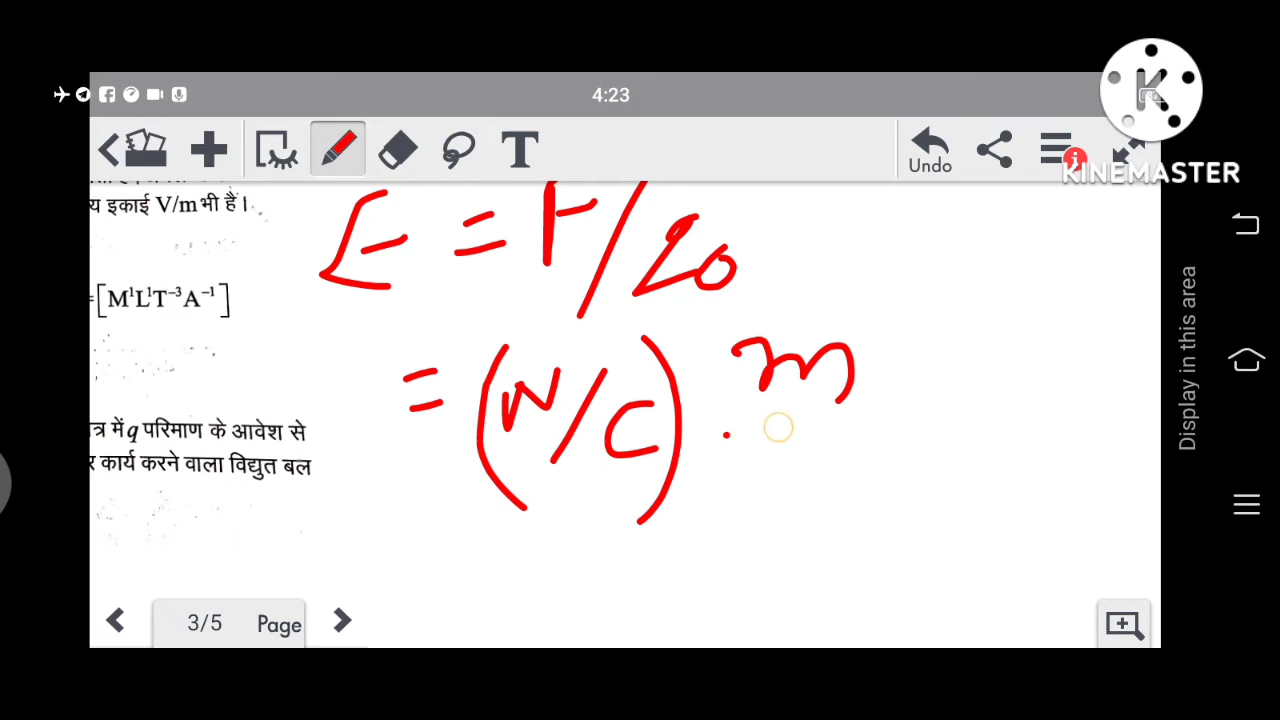 4:23
KINEMASTER
Undo
य इकाई V/m भी है।
=[M¹L¹T⁻³A⁻¹]
E = F/q0
= (N/C) . m
त्र में q परिमाण के आवेश से
र कार्य करने वाला विद्युत बल
3/5 Page
Display in this area